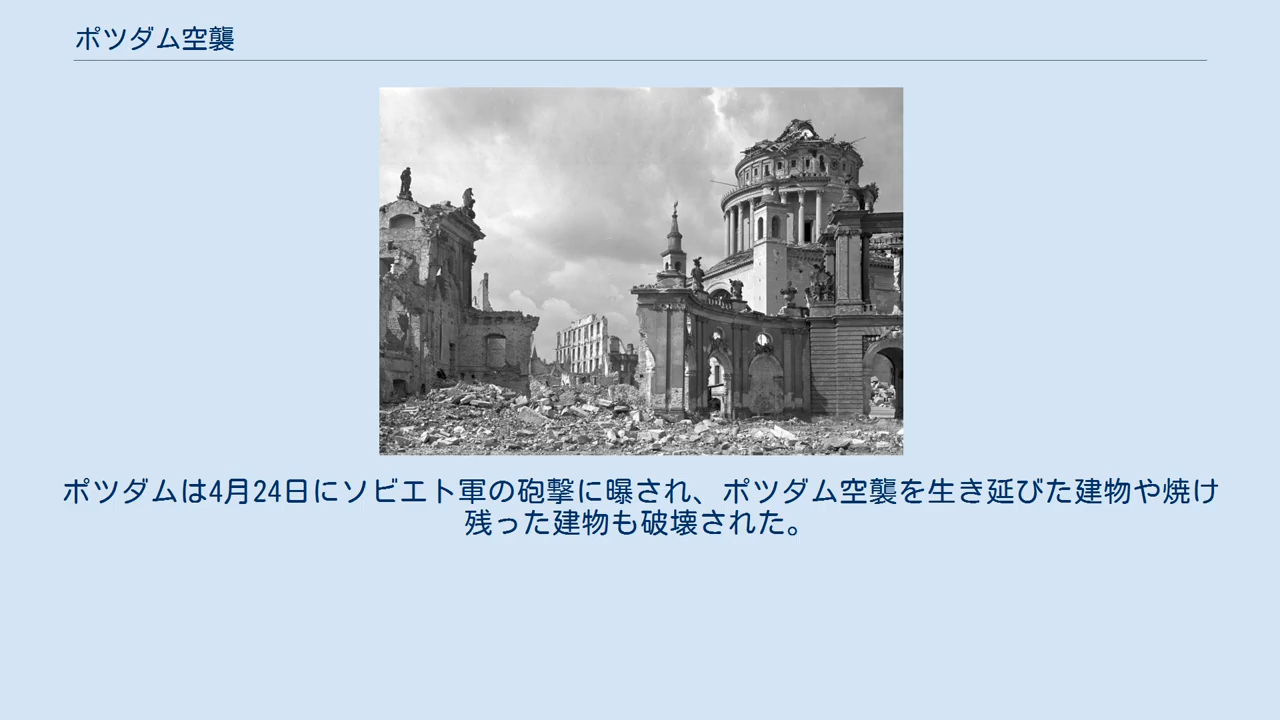 ポツダム空襲
ポツダムは4月24日にソビエト軍の砲撃に曝され、ポツダム空襲を生き延びた建物や焼け
残った建物も破壊された。